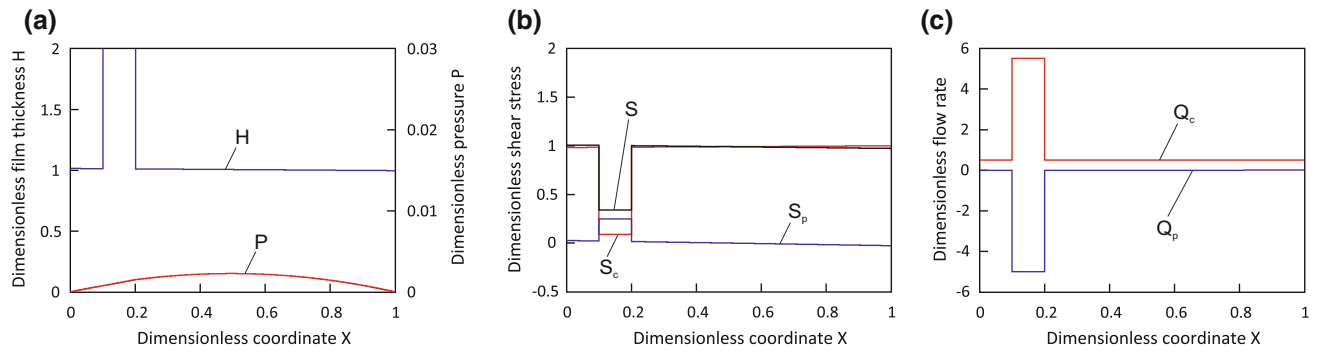 (a)
Dimensionless film thickness H
2
1.5
1
0.5
0
H
P
0.03
0.02
0.01
0
Dimensionless pressure P
0 0.2 0.4 0.6 0.8 1
Dimensionless coordinate X
(b)
Dimensionless shear stress
2
1.5
1
0.5
0
-0.5
S
Sp
Sc
0 0.2 0.4 0.6 0.8 1
Dimensionless coordinate X
(c)
Dimensionless flow rate
6
4
2
0
-2
-4
-6
Qc
Qp
0 0.2 0.4 0.6 0.8 1
Dimensionless coordinate X